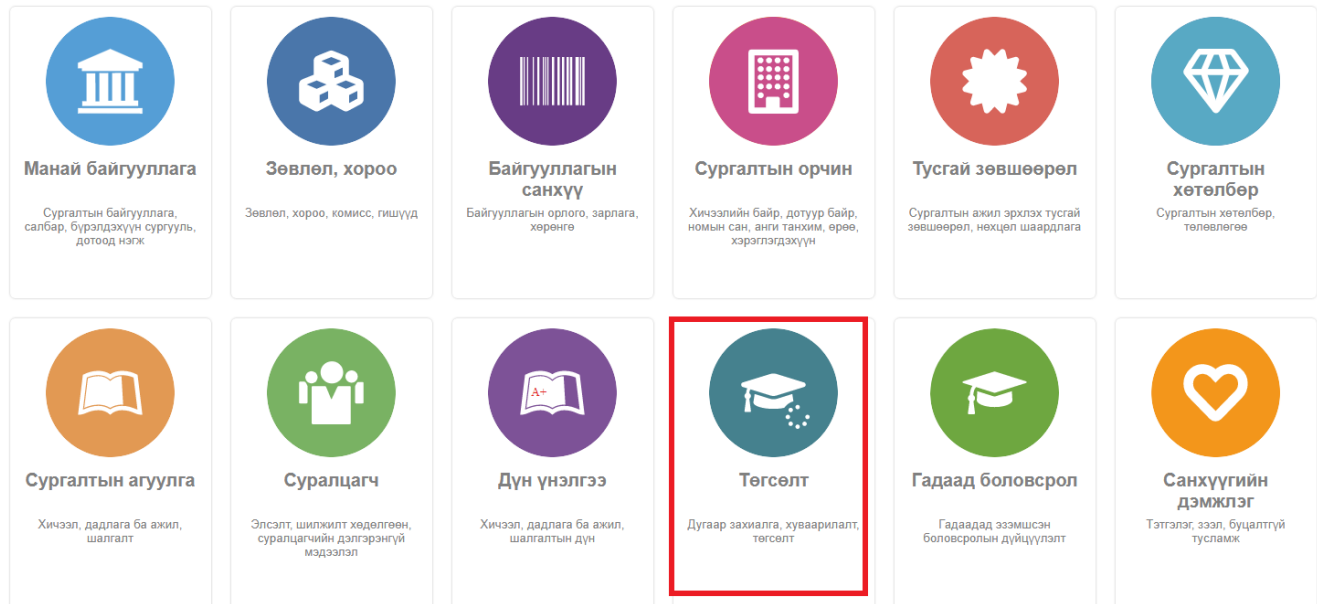 Манай байгууллага
Сургалтын байгууллага,
салбар, бүрэлдэхүүн сургууль,
дотоод нэгж
Зөвлөл, хороо
Зөвлөл, хороо, комисс, гишүүд
Байгууллагын
санхүү
Байгууллагын орлого, зарлага,
хөрөнгө
Сургалтын орчин
Хичээлийн байр, дотуур байр,
номын сан, анги танхим, өрөө,
хэрэглэгдэхүүн
Тусгай зөвшөөрөл
Сургалтын ажил эрхлэх тусгай
зөвшөөрөл, нөхцөл шаардлага
Сургалтын
хөтөлбөр
Сургалтын хөтөлбөр,
төлөвлөгөө
Сургалтын агуулга
Хичээл, дадлага ба ажил,
шалгалт
Суралцагч
Элсэлт, шилжилт хөдөлгөөн,
суралцагчийн дэлгэрэнгүй
мэдээлэл
A+
Дүн үнэлгээ
Хичээл, дадлага ба ажил,
шалгалтын дүн
Төгсөлт
Дугаар захиалга, хуваарилалт,
төгсөлт
Гадаад боловсрол
Гадаадад эзэмшсэн
боловсролын дүйцүүлэлт
Санхүүгийн
дэмжлэг
Тэтгэлэг, зээл, буцалтгүй
тусламж